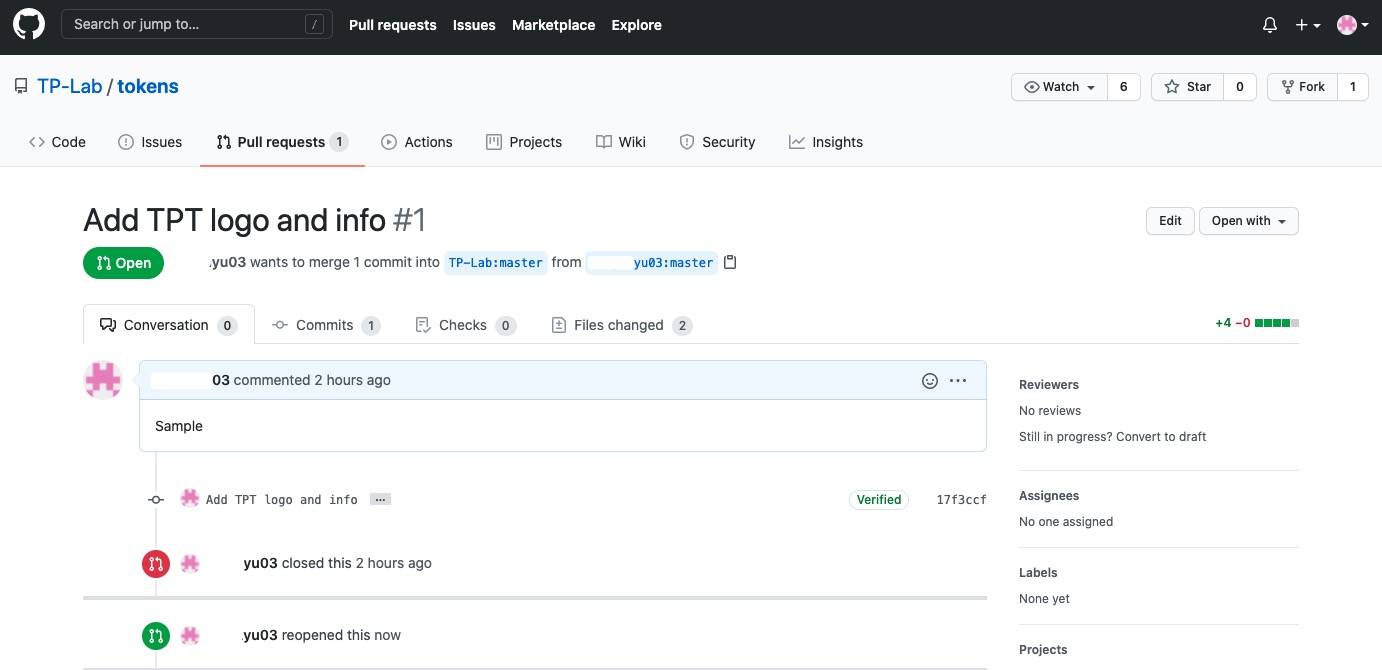 Search or jump to... /
Pull requests Issues Marketplace Explore
TP-Lab / tokens
Watch 6 Star 0 Fork 1
Code Issues Pull requests 1 Actions Projects Wiki Security Insights
Add TPT logo and info #1
Edit Open with
Open yu03 wants to merge 1 commit into TP-Lab:master from yu03:master
Conversation 0 Commits 1 Checks 0 Files changed 2
+4 −0
03 commented 2 hours ago
Sample
Add TPT logo and info ... Verified 17f3ccf
yu03 closed this 2 hours ago
yu03 reopened this now
Reviewers
No reviews
Still in progress? Convert to draft
Assignees
No one assigned
Labels
None yet
Projects